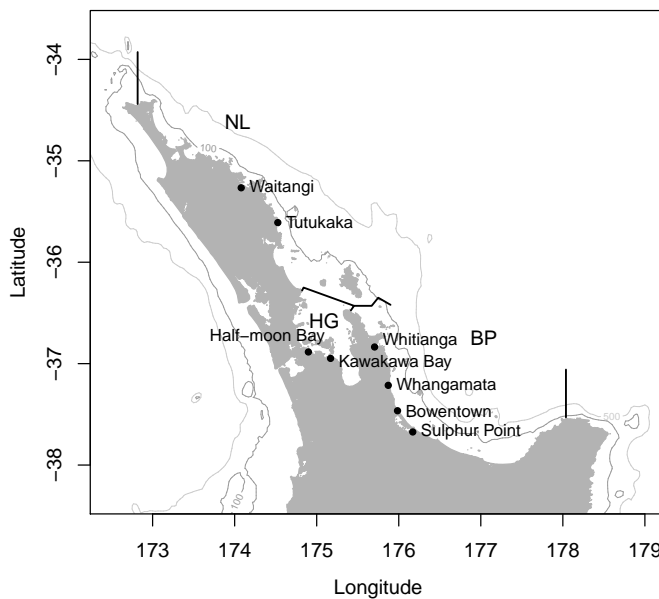 −34
−35
−36
−37
−38
Latitude
NL
100
Waitangi
Tutukaka
HG
Half−moon Bay
Whitianga
BP
Kawakawa Bay
Whangamata
Bowentown
Sulphur Point
500
100
173 174 175 176 177 178 179
Longitude